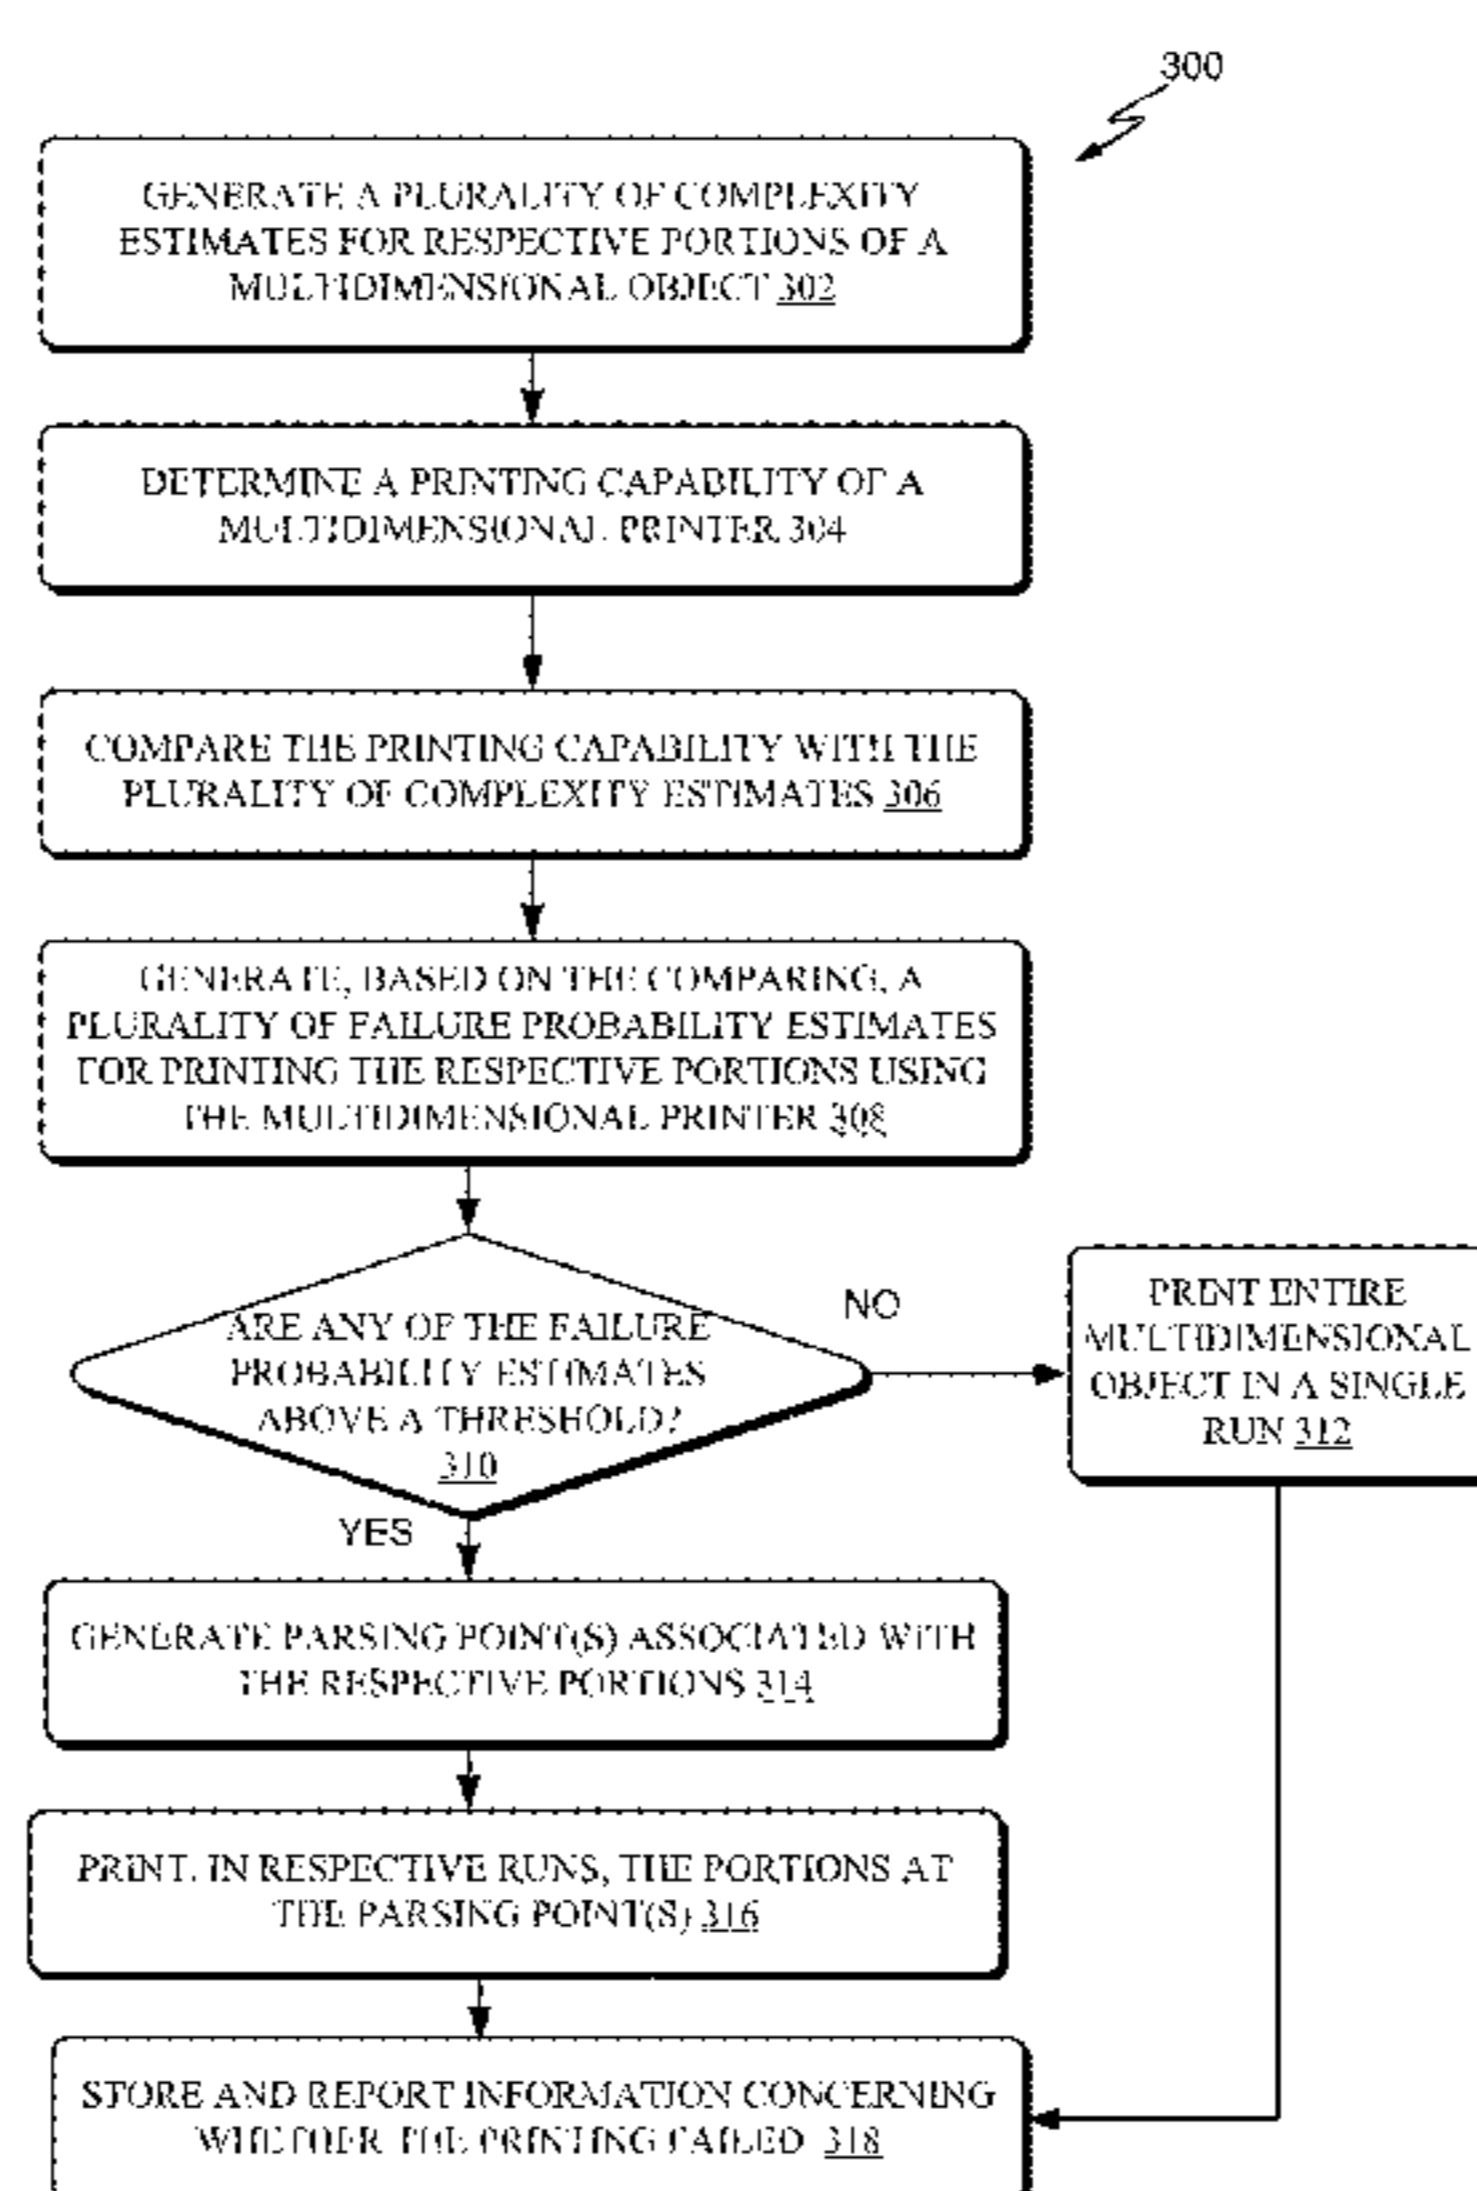 300
GENERATE A PLURALITY OF COMPLEXITY
ESTIMATES FOR RESPECTIVE PORTIONS OF A
MULTIDIMENSIONAL OBJECT 302
DETERMINE A PRINTING CAPABILITY OF A
MULTIDIMENSIONAL PRINTER 304
COMPARE THE PRINTING CAPABILITY WITH THE
PLURALITY OF COMPLEXITY ESTIMATES 306
GENERATE, BASED ON THE COMPARING, A
PLURALITY OF FAILURE PROBABILITY ESTIMATES
FOR PRINTING THE RESPECTIVE PORTIONS USING
THE MULTIDIMENSIONAL PRINTER 308
ARE ANY OF THE FAILURE
PROBABILITY ESTIMATES
ABOVE A THRESHOLD?
310
NO
PRINT ENTIRE
MULTIDIMENSIONAL
OBJECT IN A SINGLE
RUN 312
YES
GENERATE PARSING POINT(S) ASSOCIATED WITH
THE RESPECTIVE PORTIONS 314
PRINT, IN RESPECTIVE RUNS, THE PORTIONS AT
THE PARSING POINT(S) 316
STORE AND REPORT INFORMATION CONCERNING
WHETHER THE PRINTING FAILED 318